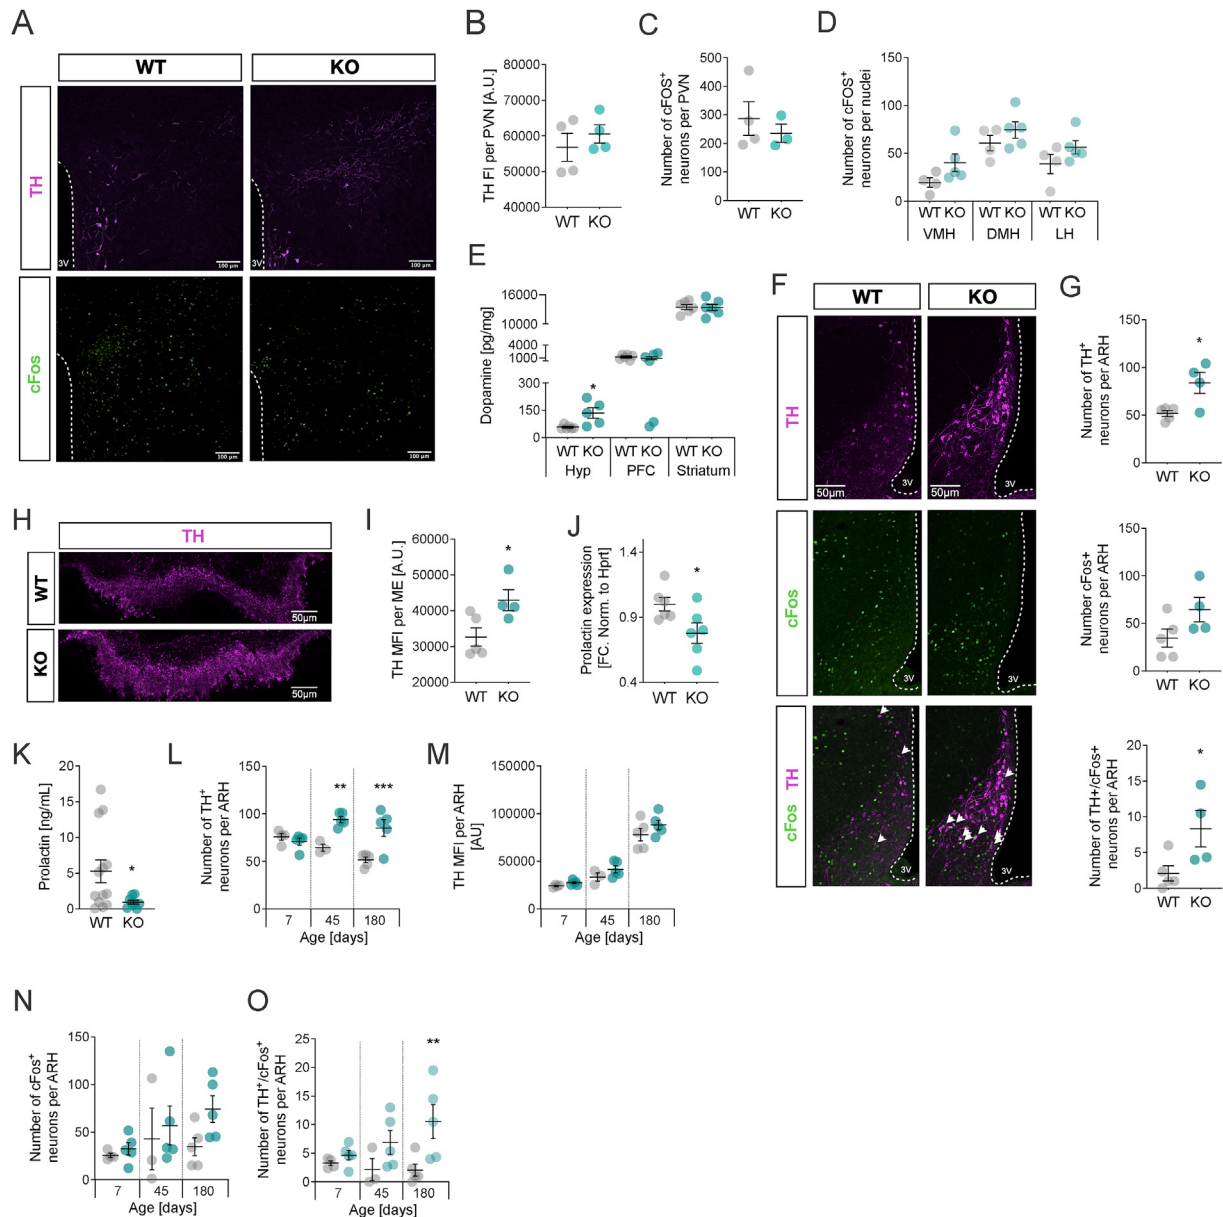 A
WT
KO
TH
3V
100 µm
3V
100 µm
cFos
100 µm
100 µm
B
TH FI per PVN [A.U.]
80000
70000
60000
50000
40000
WT KO
C
Number of cFOS⁺
neurons per PVN
500
400
300
200
100
0
WT KO
D
Number of cFOS⁺
neurons per nuclei
150
100
50
0
WT KO WT KO WT KO
VMH DMH LH
E
Dopamine [pg/mg]
16000
10000
4000
1000
300
150
0
*
WT KO WT KO WT KO
Hyp PFC Striatum
F
WT
KO
TH
50µm
3V
50µm
3V
cFos
3V
3V
cFos TH
3V
3V
G
Number of TH⁺
neurons per ARH
150
100
50
0
*
WT KO
Number cFos+
neurons per ARH
150
100
50
0
WT KO
Number of TH+/cFos+
neurons per ARH
20
15
10
5
0
*
WT KO
H
TH
WT
50µm
KO
50µm
I
TH MFI per ME [A.U.]
60000
50000
40000
30000
20000
*
WT KO
J
Prolactin expression
[FC. Norm. to Hprt]
1.4
0.9
0.4
*
WT KO
K
Prolactin [ng/mL]
20
15
10
5
0
*
WT KO
L
Number of TH⁺
neurons per ARH
150
100
50
0
** ***
7 45 180
Age [days]
M
TH MFI per ARH
[AU]
150000
100000
50000
0
7 45 180
Age [days]
N
Number of cFos⁺
neurons per ARH
150
100
50
0
7 45 180
Age [days]
O
Number of TH⁺/cFos⁺
neurons per ARH
25
20
15
10
5
0
**
7 45 180
Age [days]